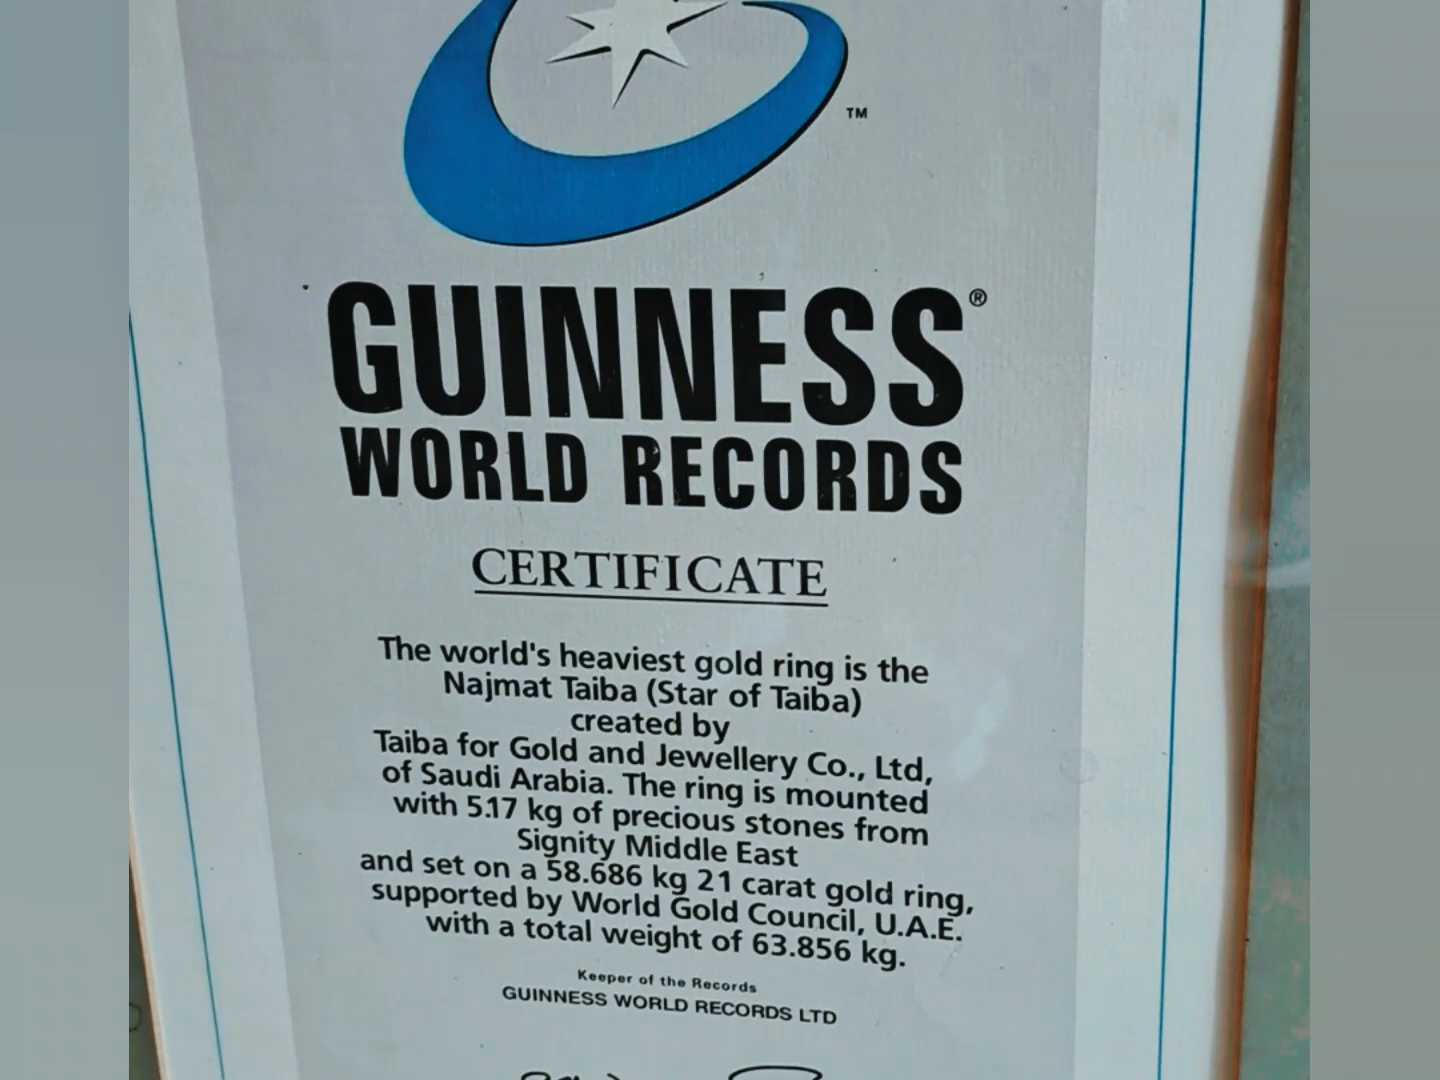 TM
GUINNESS®
WORLD RECORDS
CERTIFICATE
The world's heaviest gold ring is the
Najmat Taiba (Star of Taiba)
created by
Taiba for Gold and Jewellery Co., Ltd,
of Saudi Arabia. The ring is mounted
with 5.17 kg of precious stones from
Signity Middle East
and set on a 58.686 kg 21 carat gold ring,
supported by World Gold Council, U.A.E.
with a total weight of 63.856 kg.
Keeper of the Records
GUINNESS WORLD RECORDS LTD